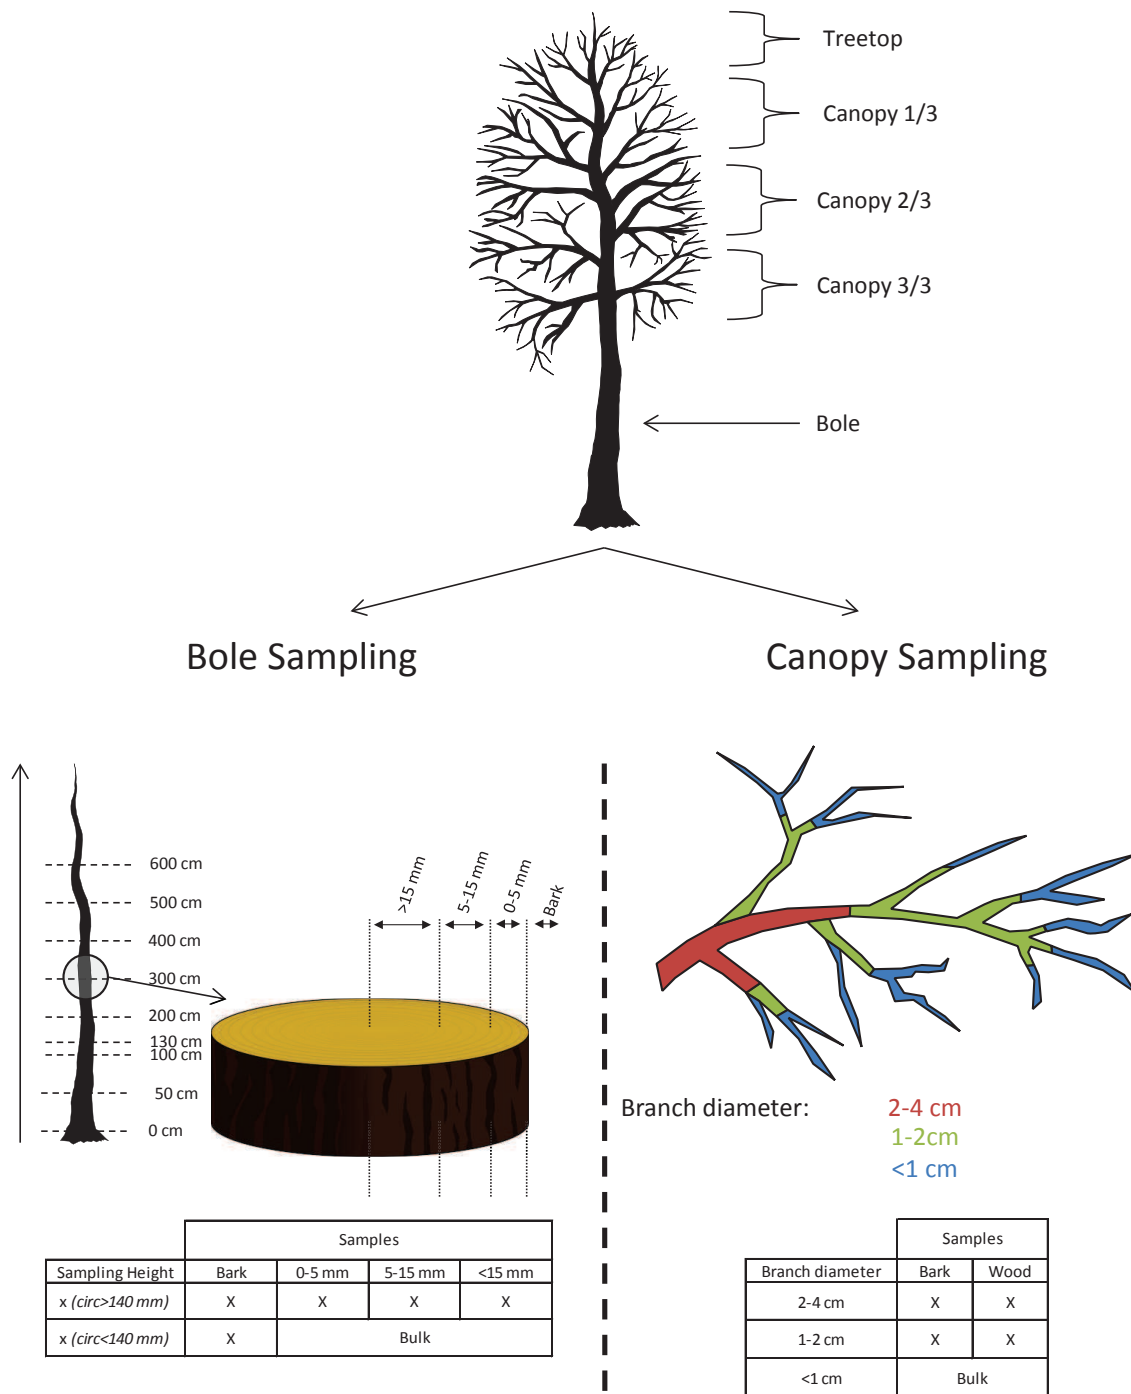 Treetop
Canopy 1/3
Canopy 2/3
Canopy 3/3
Bole
Bole Sampling
Canopy Sampling
600 cm
500 cm
400 cm
300 cm
200 cm
130 cm
100 cm
50 cm
0 cm
>15 mm
5-15 mm
0-5 mm
Bark
Branch diameter:
2-4 cm
1-2cm
<1 cm
Samples
Sampling Height Bark 0-5 mm 5-15 mm <15 mm
x (circ>140 mm) X X X X
x (circ<140 mm) X Bulk
Samples
Branch diameter Bark Wood
2-4 cm X X
1-2 cm X X
<1 cm Bulk